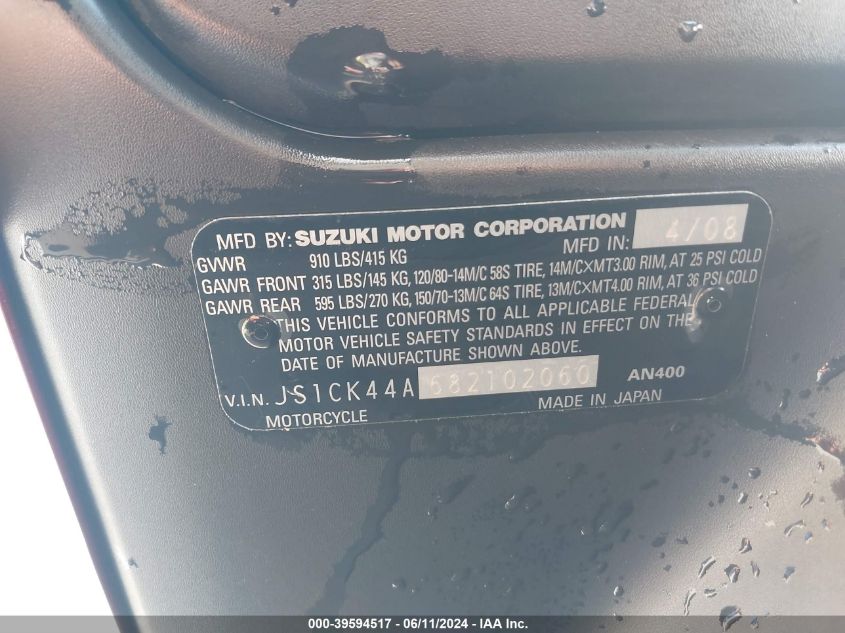 MFD BY: SUZUKI MOTOR CORPORATION MFD IN: 4/08
GVWR 910 LBS/415 KG
GAWR FRONT 315 LBS/145 KG, 120/80-14M/C 58S TIRE, 14M/C×MT3.00 RIM, AT 25 PSI COLD
GAWR REAR 595 LBS/270 KG, 150/70-13M/C 64S TIRE, 13M/C×MT4.00 RIM, AT 36 PSI COLD
THIS VEHICLE CONFORMS TO ALL APPLICABLE FEDERAL
MOTOR VEHICLE SAFETY STANDARDS IN EFFECT ON THE
DATE OF MANUFACTURE SHOWN ABOVE.
V.I.N. JS1CK44A682102060 AN400
MOTORCYCLE MADE IN JAPAN
000-39594517 - 06/11/2024 - IAA Inc.